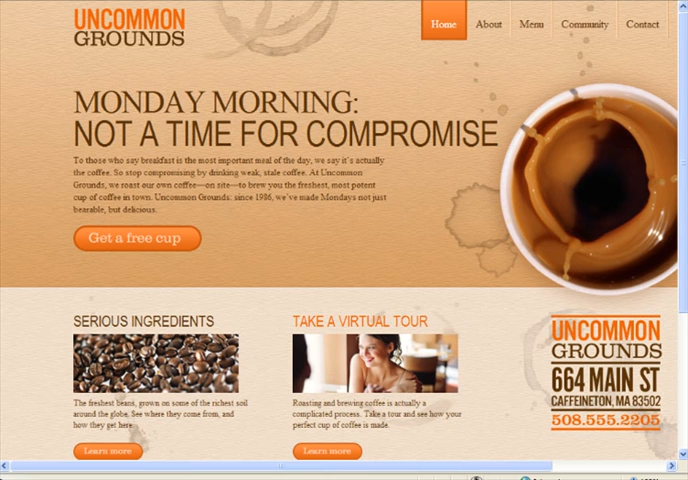 UNCOMMON
GROUNDS
Home About Menu Community Contact
MONDAY MORNING:
NOT A TIME FOR COMPROMISE
To those who say breakfast is the most important meal of the day, we say it's actually
the coffee. So stop compromising by drinking weak, stale coffee. At Uncommon
Grounds, we roast our own coffee—on site—to brew you the freshest, most potent
cup of coffee in town. Uncommon Grounds: since 1986, we've made Mondays not just
bearable, but delicious.
Get a free cup
SERIOUS INGREDIENTS
The freshest beans, grown on some of the richest soil
around the globe. See where they come from, and
how they get here.
Learn more
TAKE A VIRTUAL TOUR
Roasting and brewing coffee is actually a
complicated process. Take a tour and see how your
perfect cup of coffee is made.
Learn more
UNCOMMON
GROUNDS
664 MAIN ST
CAFFEINETON, MA 83502
508.555.2205